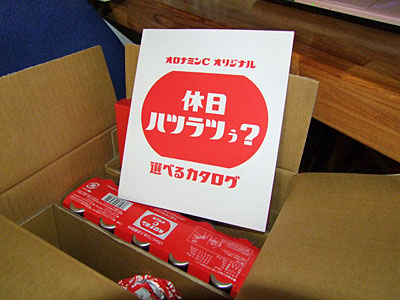 オロナミンC オリジナル
休日
ハツラツぅ?
選べるカタログ